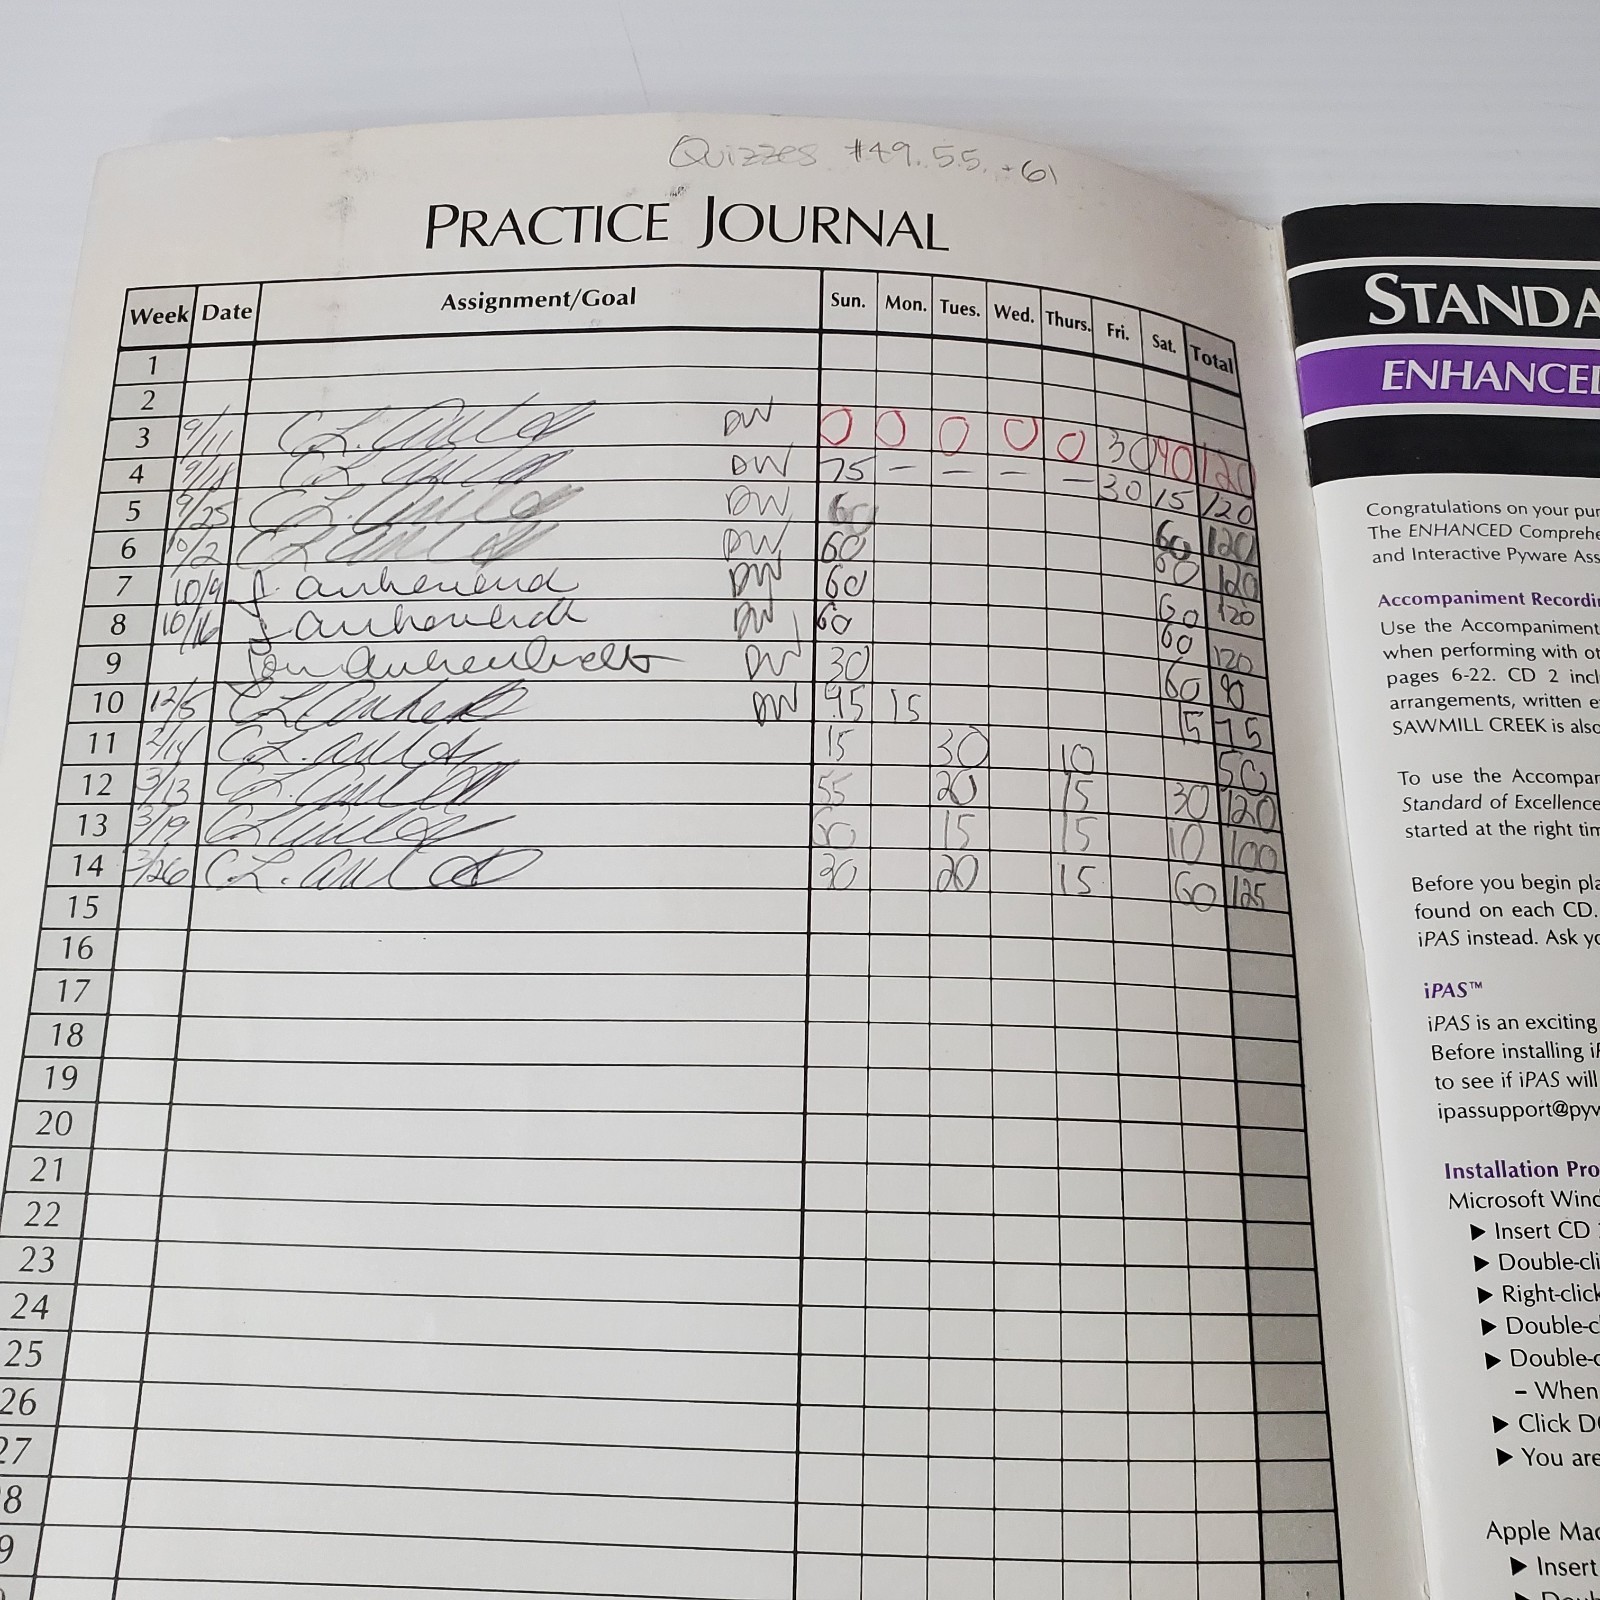 Quizzes #49, 55, + 61
PRACTICE JOURNAL
Week Date Assignment/Goal Sun. Mon. Tues. Wed. Thurs. Fri. Sat. Total
1
2
3 9/11 DW 0 0 0 0 0 30 90 120
4 9/18 DW 75 – – – – 30 15 120
5 9/25 DW 60 60 120
6 10/2 DW 60 60 120
7 10/9 DW 60 60 120
8 10/16 DW 60 60 120
9 DW 30 60 90
10 12/5 DW 45 15 15 75
11 2/14 15 30 10 50
12 3/13 55 20 15 30 120
13 3/19 60 15 15 10 100
14 3/26 30 20 15 60 125
15
16
17
18
19
20
21
22
23
24
25
26
27
8
9
STANDA
ENHANCED
Congratulations on your pur
The ENHANCED Comprehe
and Interactive Pyware Ass
Accompaniment Recordin
Use the Accompaniment
when performing with ot
pages 6-22. CD 2 incl
arrangements, written e
SAWMILL CREEK is also
To use the Accompar
Standard of Excellence
started at the right tim
Before you begin pla
found on each CD.
iPAS instead. Ask yo
iPAS™
iPAS is an exciting
Before installing iP
to see if iPAS will
ipassupport@pyw
Installation Pro
Microsoft Wind
▶ Insert CD
▶ Double-cli
▶ Right-click
▶ Double-c
▶ Double-c
– When
▶ Click D
▶ You are
Apple Mac
▶ Insert
▶ Doub